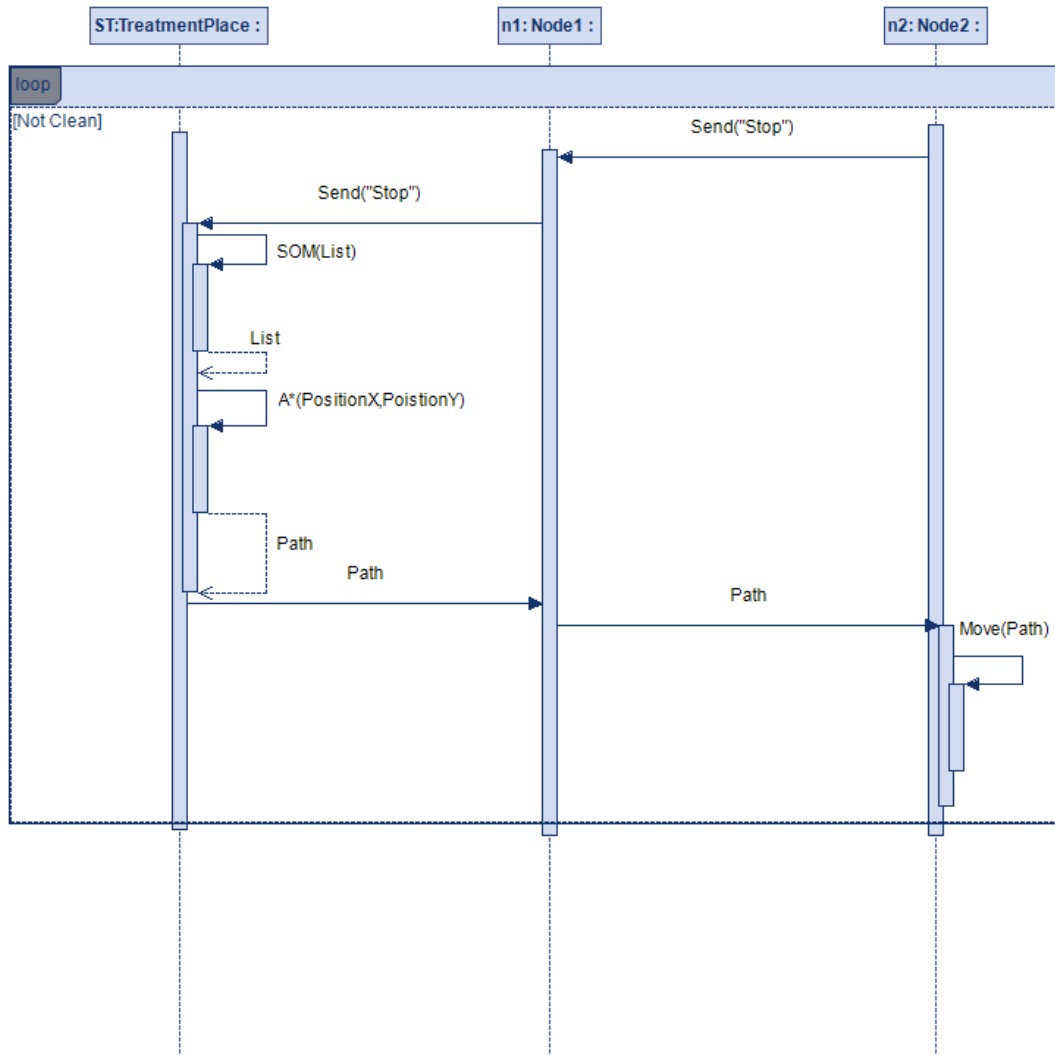 ST:TreatmentPlace :
n1: Node1 :
n2: Node2 :
loop
[Not Clean]
Send("Stop")
Send("Stop")
SOM(List)
List
A*(PositionX,PoistionY)
Path
Path
Path
Move(Path)